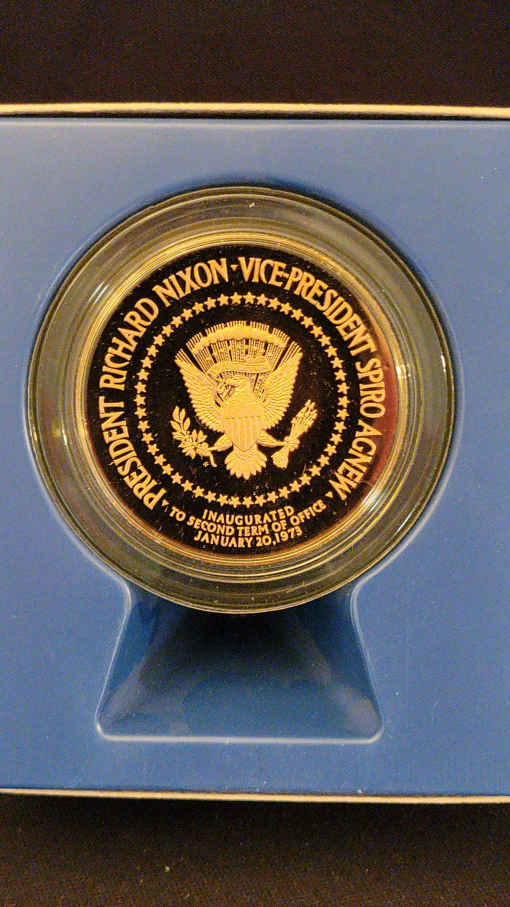 PRESIDENT RICHARD NIXON · VICE-PRESIDENT SPIRO AGNEW
INAUGURATED
TO SECOND TERM OF OFFICE
JANUARY 20, 1973